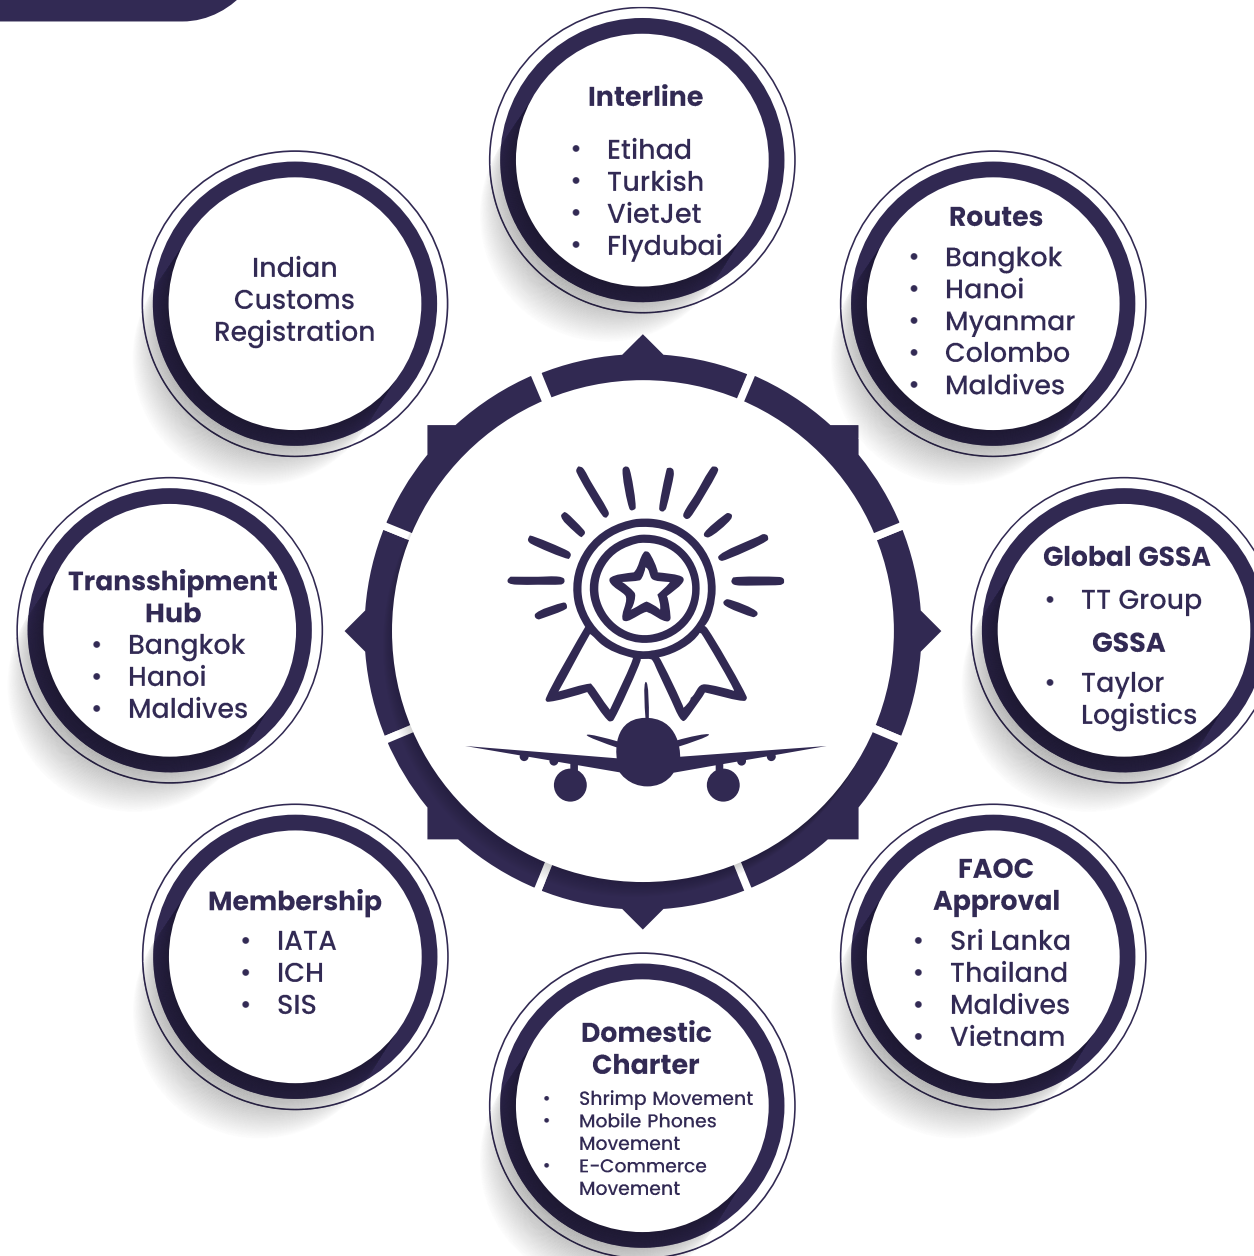 Interline
• Etihad
• Turkish
• VietJet
• Flydubai
Routes
• Bangkok
• Hanoi
• Myanmar
• Colombo
• Maldives
Global GSSA
• TT Group
GSSA
• Taylor
Logistics
FAOC
Approval
• Sri Lanka
• Thailand
• Maldives
• Vietnam
Domestic
Charter
• Shrimp Movement
• Mobile Phones
Movement
• E-Commerce
Movement
Membership
• IATA
• ICH
• SIS
Transshipment
Hub
• Bangkok
• Hanoi
• Maldives
Indian
Customs
Registration